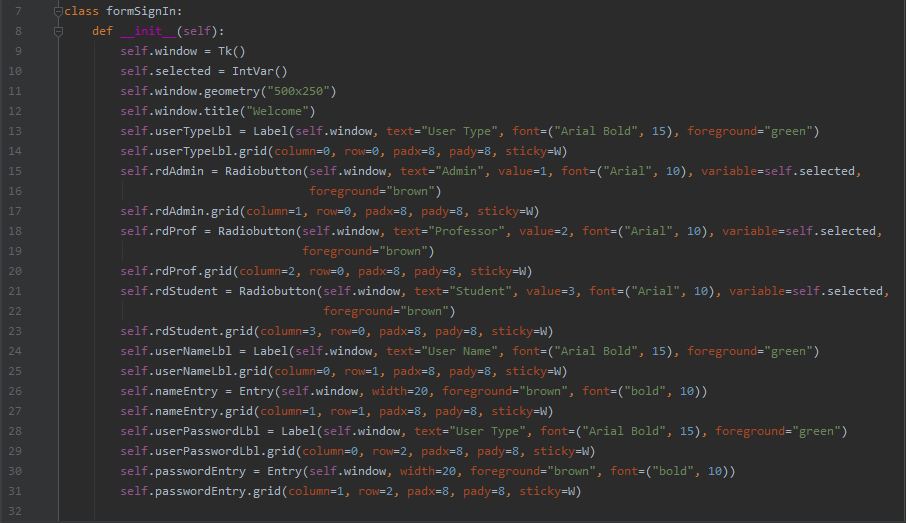 7 class formSignIn:
8 def __init__(self):
9 self.window = Tk()
10 self.selected = IntVar()
11 self.window.geometry("500x250")
12 self.window.title("Welcome")
13 self.userTypeLbl = Label(self.window, text="User Type", font=("Arial Bold", 15), foreground="green")
14 self.userTypeLbl.grid(column=0, row=0, padx=8, pady=8, sticky=W)
15 self.rdAdmin = Radiobutton(self.window, text="Admin", value=1, font=("Arial", 10), variable=self.selected,
16 foreground="brown")
17 self.rdAdmin.grid(column=1, row=0, padx=8, pady=8, sticky=W)
18 self.rdProf = Radiobutton(self.window, text="Professor", value=2, font=("Arial", 10), variable=self.selected,
19 foreground="brown")
20 self.rdProf.grid(column=2, row=0, padx=8, pady=8, sticky=W)
21 self.rdStudent = Radiobutton(self.window, text="Student", value=3, font=("Arial", 10), variable=self.selected,
22 foreground="brown")
23 self.rdStudent.grid(column=3, row=0, padx=8, pady=8, sticky=W)
24 self.userNameLbl = Label(self.window, text="User Name", font=("Arial Bold", 15), foreground="green")
25 self.userNameLbl.grid(column=0, row=1, padx=8, pady=8, sticky=W)
26 self.nameEntry = Entry(self.window, width=20, foreground="brown", font=("bold", 10))
27 self.nameEntry.grid(column=1, row=1, padx=8, pady=8, sticky=W)
28 self.userPasswordLbl = Label(self.window, text="User Type", font=("Arial Bold", 15), foreground="green")
29 self.userPasswordLbl.grid(column=0, row=2, padx=8, pady=8, sticky=W)
30 self.passwordEntry = Entry(self.window, width=20, foreground="brown", font=("bold", 10))
31 self.passwordEntry.grid(column=1, row=2, padx=8, pady=8, sticky=W)
32